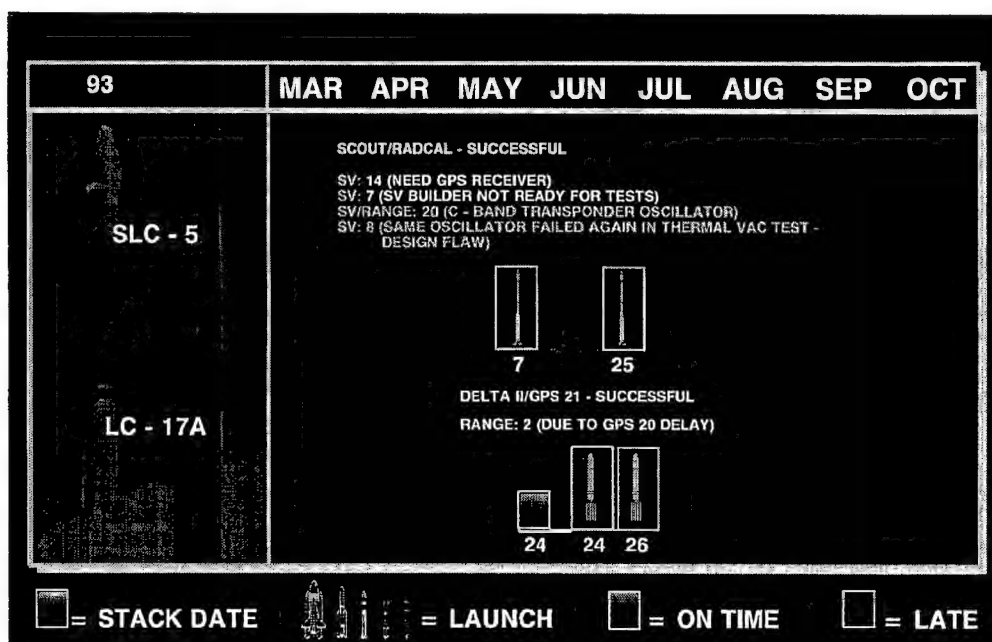 93
MAR APR MAY JUN JUL AUG SEP OCT
SCOUT/RADCAL - SUCCESSFUL
SV: 14 (NEED GPS RECEIVER)
SV: 7 (SV BUILDER NOT READY FOR TESTS)
SV/RANGE: 20 (C - BAND TRANSPONDER OSCILLATOR)
SV: 8 (SAME OSCILLATOR FAILED AGAIN IN THERMAL VAC TEST -
DESIGN FLAW)
SLC - 5
7 25
DELTA II/GPS 21 - SUCCESSFUL
RANGE: 2 (DUE TO GPS 20 DELAY)
LC - 17A
24 24 26
= STACK DATE = LAUNCH = ON TIME = LATE